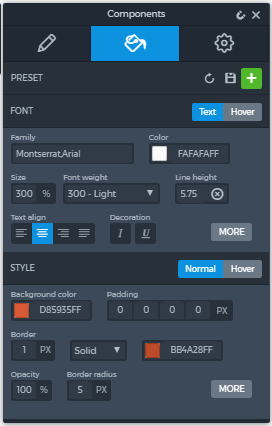 Components
PRESET
FONT Text Hover
Family Color
Montserrat,Arial FAFAFAFF
Size Font weight Line height
300 % 300 - Light 5.75
Text align Decoration
I U MORE
STYLE Normal Hover
Background color Padding
D85935FF 0 0 0 0 PX
Border
1 PX Solid BB4A28FF
Opacity Border radius
100 % 5 PX MORE